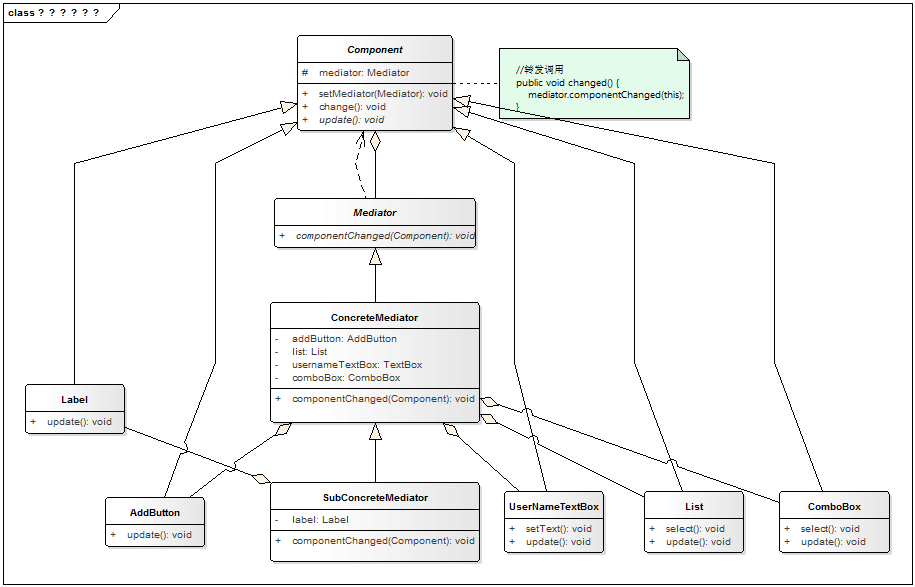 class ? ? ? ? ? ?
Component
# mediator: Mediator
+ setMediator(Mediator): void
+ change(): void
+ update(): void
//转发调用
public void changed() {
mediator.componentChanged(this);
}
Mediator
+ componentChanged(Component): void
ConcreteMediator
- addButton: AddButton
- list: List
- usernameTextBox: TextBox
- comboBox: ComboBox
+ componentChanged(Component): void
Label
+ update(): void
AddButton
+ update(): void
SubConcreteMediator
- label: Label
+ componentChanged(Component): void
UserNameTextBox
+ setText(): void
+ update(): void
List
+ select(): void
+ update(): void
ComboBox
+ select(): void
+ update(): void